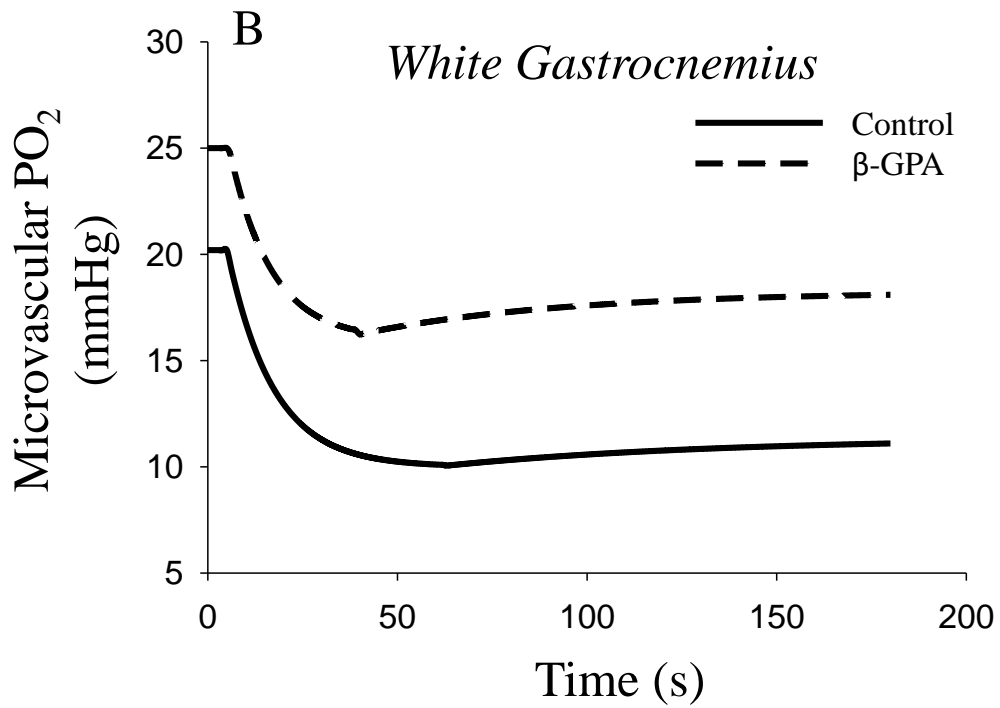 B
White Gastrocnemius
Control
β-GPA
Microvascular PO2
(mmHg)
30
25
20
15
10
5
0
50
100
150
200
Time (s)